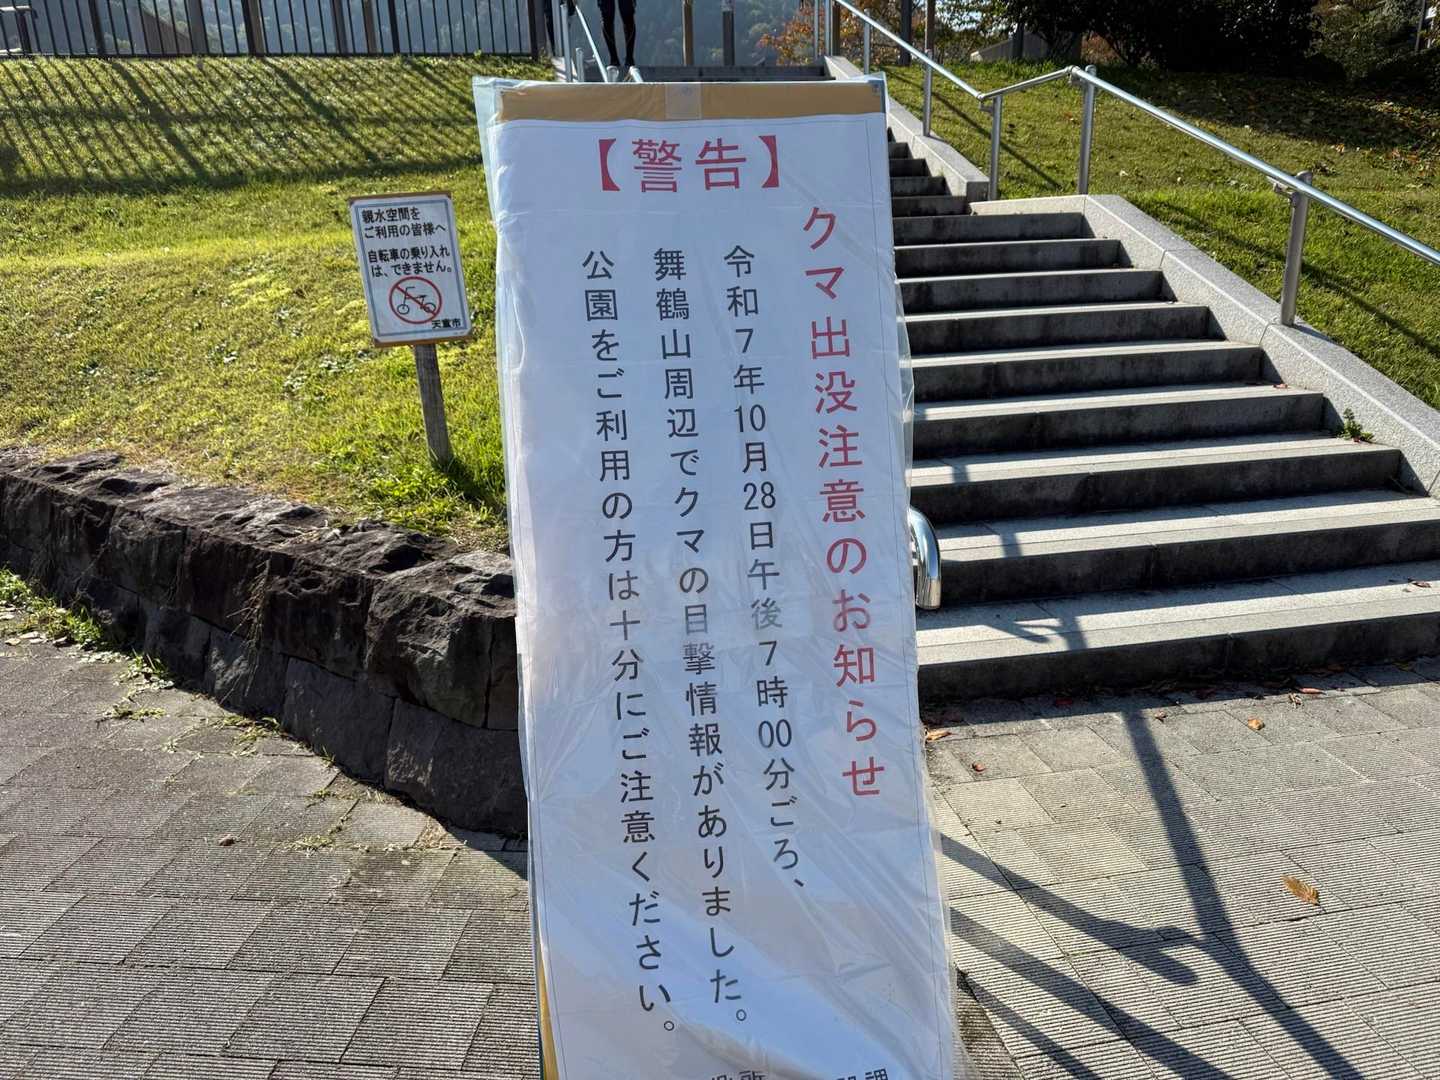 【警告】
クマ出没注意のお知らせ
令和7年10月28日午後7時00分ごろ、
舞鶴山周辺でクマの目撃情報がありました。
公園をご利用の方は十分にご注意ください。
親水空間を
ご利用の皆様へ
自転車の乗り入れ
は、できません。
天童市